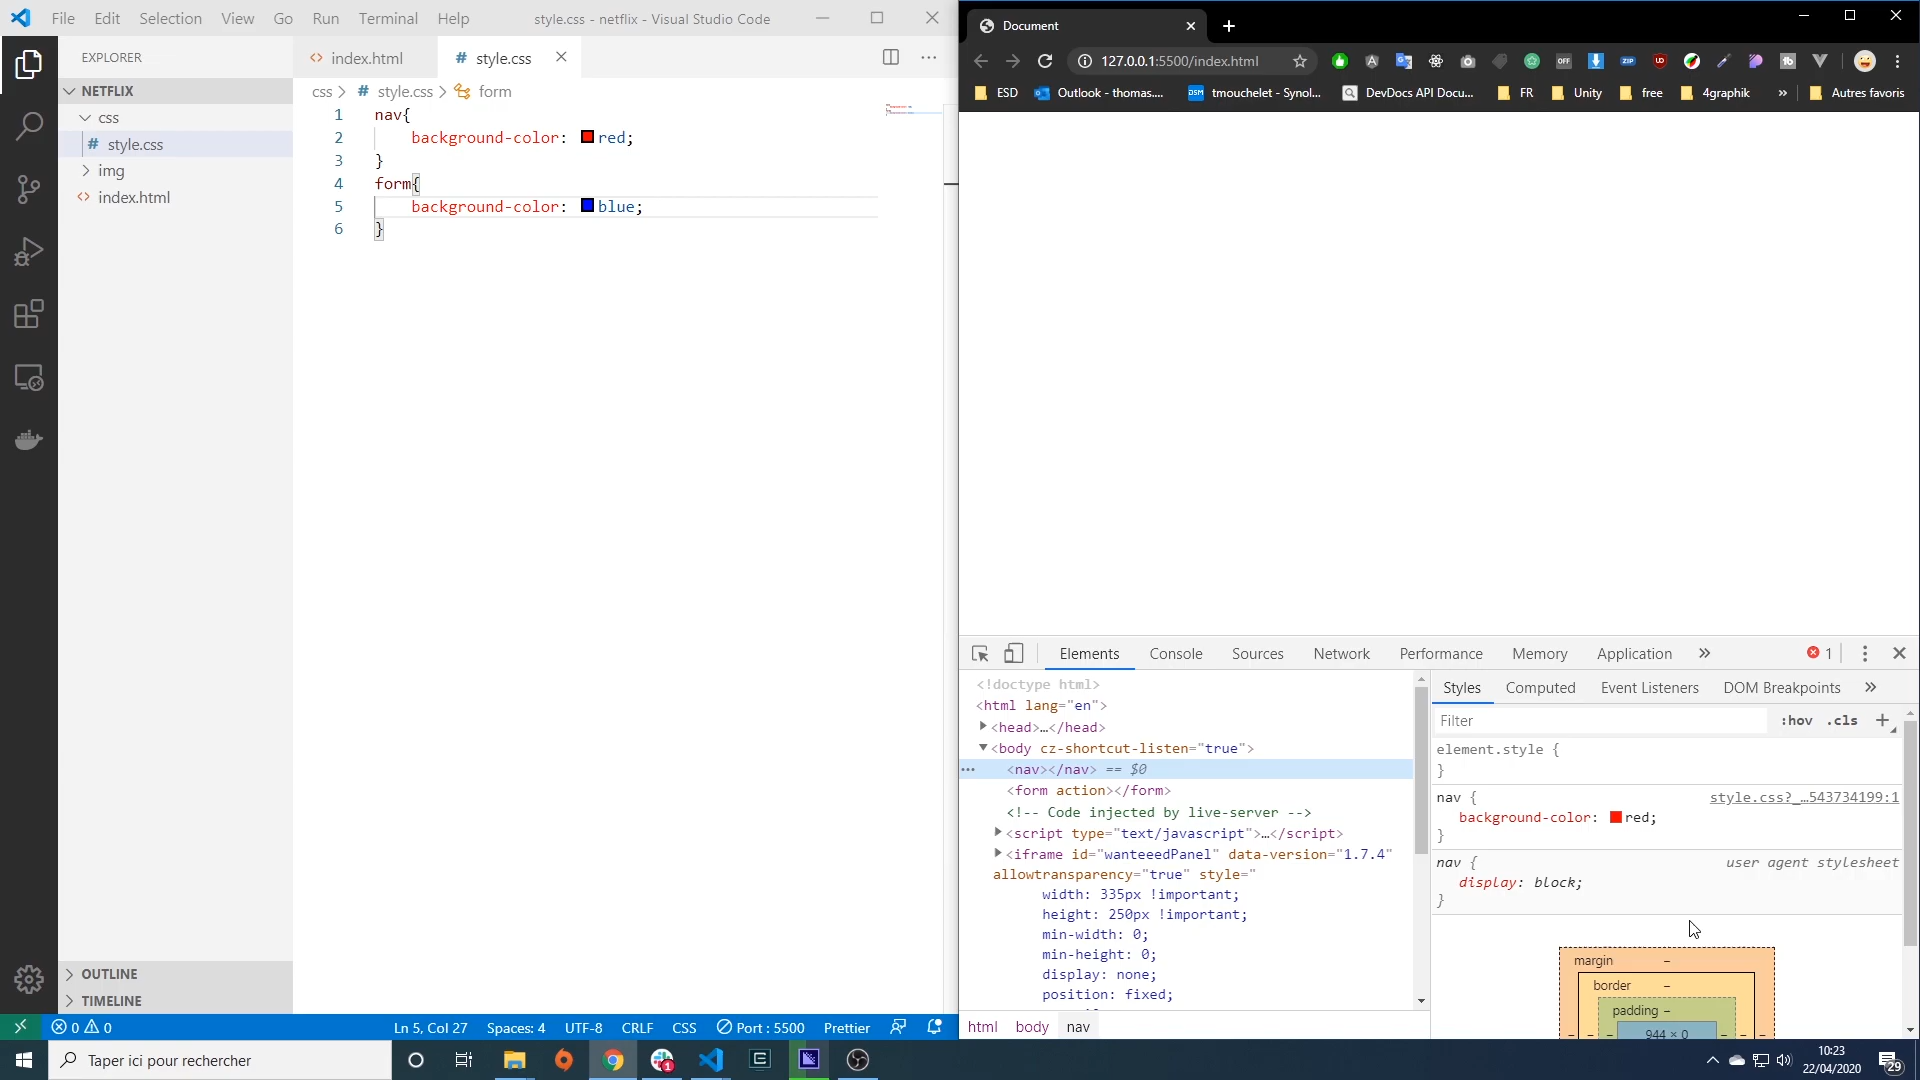 File Edit Selection View Go Run Terminal Help style.css - netflix - Visual Studio Code
EXPLORER
NETFLIX
css
# style.css
img
<> index.html
OUTLINE
TIMELINE
<> index.html
# style.css
css > # style.css > form
1 nav{
2 background-color: red;
3 }
4 form{
5 background-color: blue;
6 }
0 0
Ln 5, Col 27 Spaces: 4 UTF-8 CRLF CSS Port : 5500 Prettier
Document
127.0.0.1:5500/index.html
OFF
ZIP
ESD Outlook - thomas.... DSM tmouchelet - Synol... DevDocs API Docu... FR Unity free 4graphik » Autres favoris
Elements Console Sources Network Performance Memory Application » 1
<!doctype html>
<html lang="en">
<head>…</head>
<body cz-shortcut-listen="true">
… <nav></nav> == $0
<form action></form>
<!-- Code injected by live-server -->
<script type="text/javascript">…</script>
<iframe id="wanteeedPanel" data-version="1.7.4"
allowtransparency="true" style="
width: 335px !important;
height: 250px !important;
min-width: 0;
min-height: 0;
display: none;
position: fixed;
html body nav
Styles Computed Event Listeners DOM Breakpoints »
Filter :hov .cls +
element.style {
}
nav { style.css?_…543734199:1
background-color: red;
}
nav { user agent stylesheet
display: block;
}
margin –
border –
padding –
– – – 944 × 0 – – –
Taper ici pour rechercher
1
10:23
22/04/2020
29